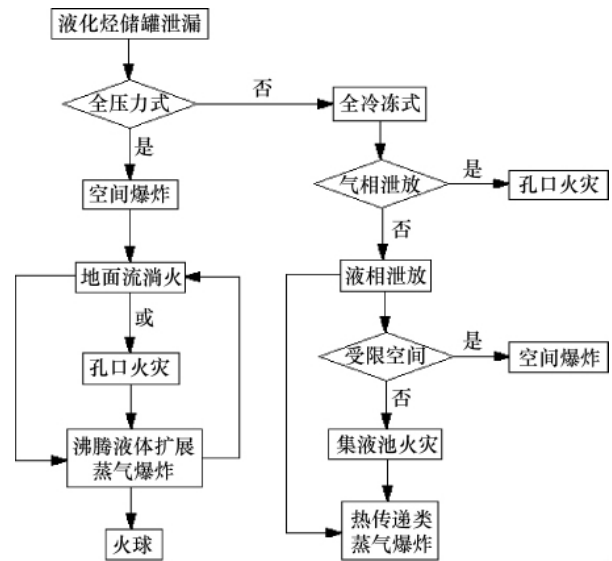 液化烃储罐泄漏
全压力式
否
全冷冻式
是
空间爆炸
气相泄放
是
孔口火灾
否
地面流淌火
液相泄放
或
孔口火灾
受限空间
是
空间爆炸
否
沸腾液体扩展
蒸气爆炸
集液池火灾
火球
热传递类
蒸气爆炸